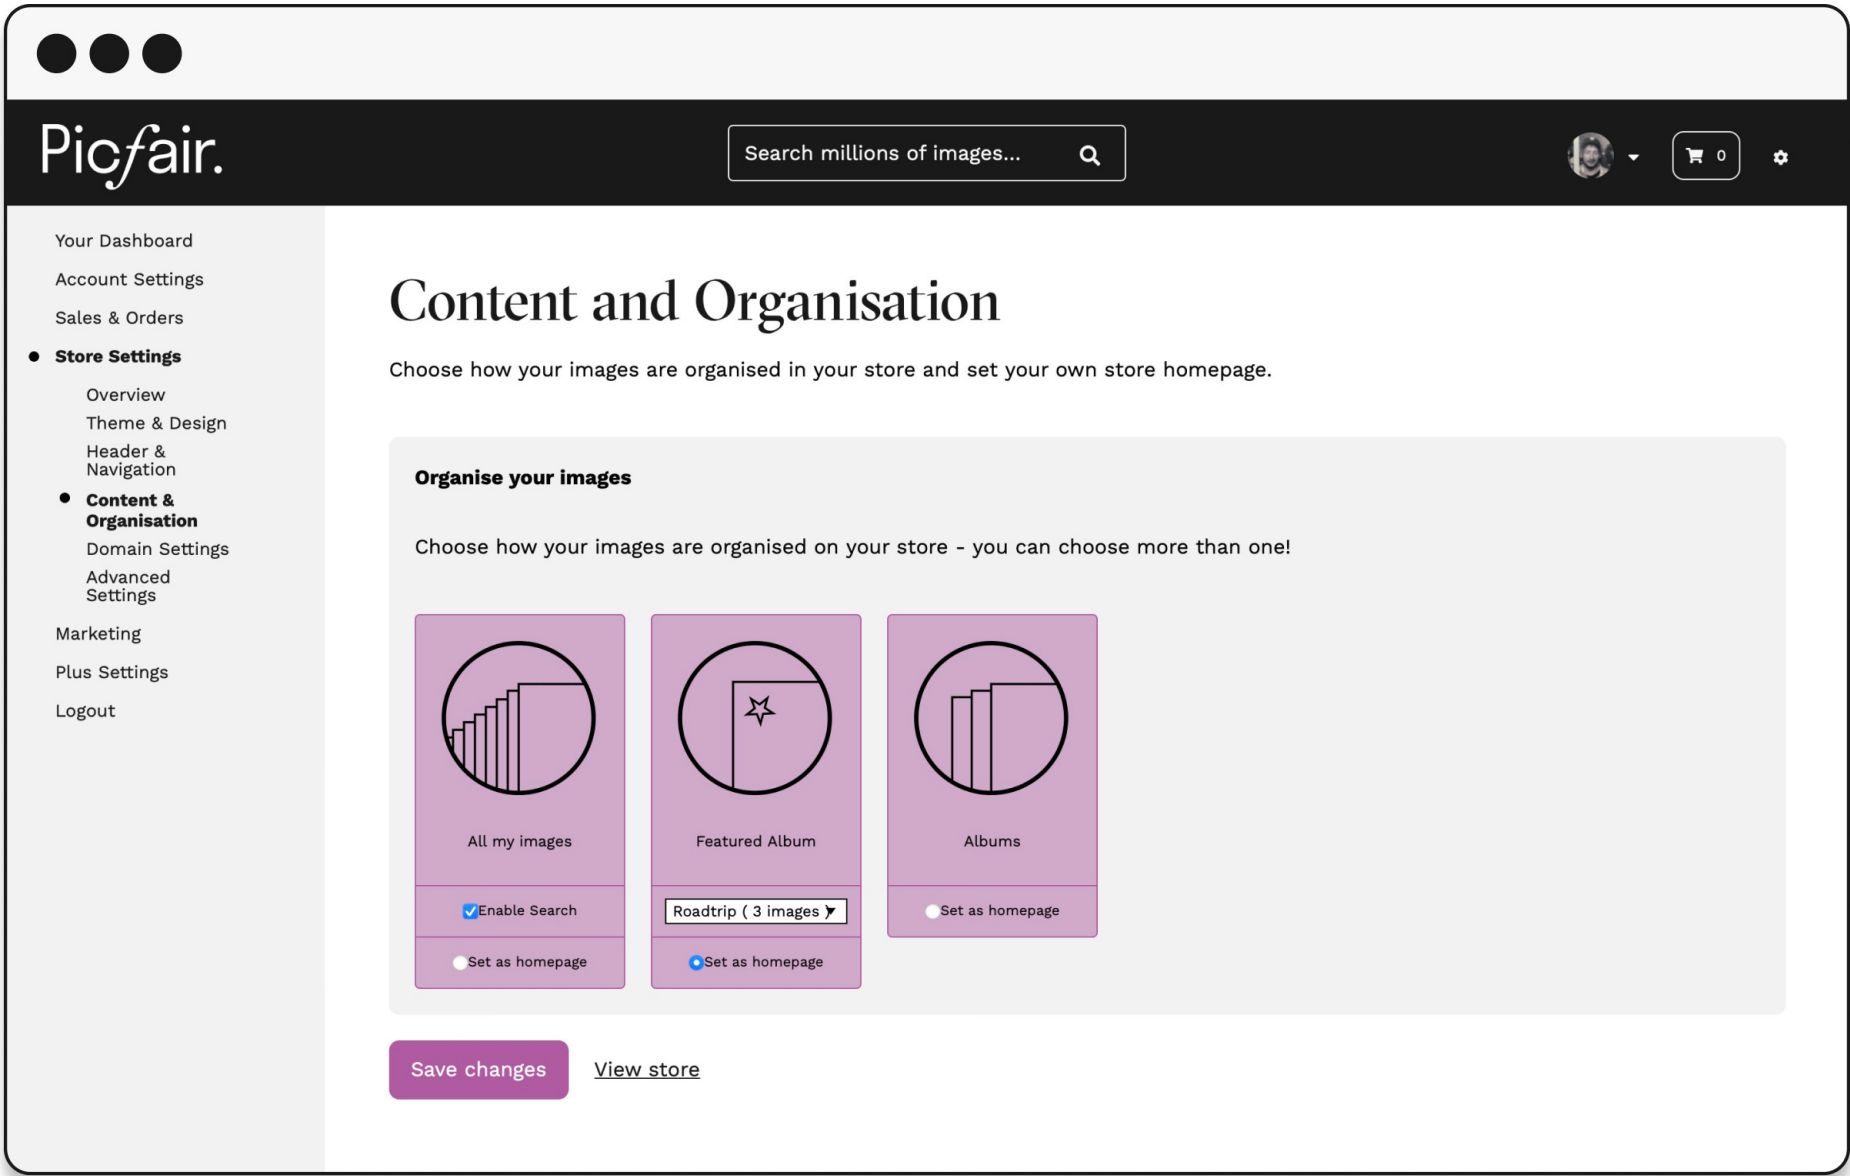 Picfair.
Search millions of images...
0
Your Dashboard
Account Settings
Sales & Orders
Store Settings
Overview
Theme & Design
Header &
Navigation
Content &
Organisation
Domain Settings
Advanced
Settings
Marketing
Plus Settings
Logout
Content and Organisation
Choose how your images are organised in your store and set your own store homepage.
Organise your images
Choose how your images are organised on your store - you can choose more than one!
All my images
Enable Search
Set as homepage
Featured Album
Roadtrip ( 3 images )
Set as homepage
Albums
Set as homepage
Save changes
View store